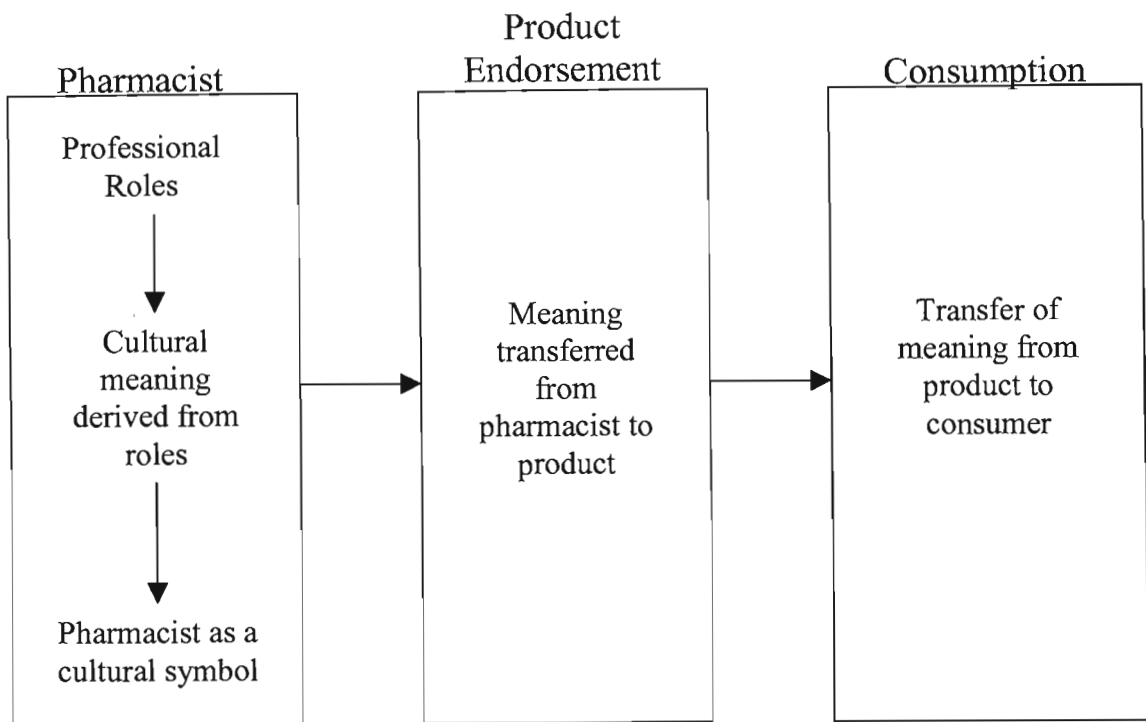 Pharmacist
Professional
Roles
Cultural
meaning
derived from
roles
Pharmacist as a
cultural symbol
Product
Endorsement
Meaning
transferred
from
pharmacist to
product
Consumption
Transfer of
meaning from
product to
consumer